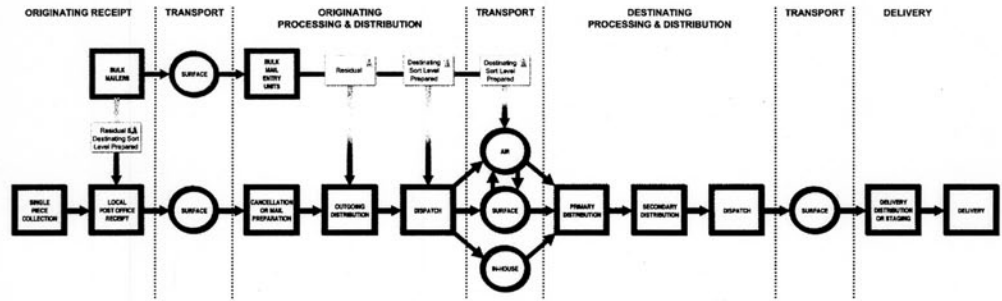 ORIGINATING RECEIPT
TRANSPORT
ORIGINATING
PROCESSING & DISTRIBUTION
TRANSPORT
DESTINATING
PROCESSING & DISTRIBUTION
TRANSPORT
DELIVERY
BULK
MAILERS
SURFACE
BULK
MAIL
ENTRY
UNITS
Residual
Destinating
Sort Level
Prepared
Destinating
Sort Level
Prepared
Residual &
Destinating Sort
Level Prepared
AIR
SINGLE
PIECE
COLLECTION
LOCAL
POST OFFICE
RECEIPT
SURFACE
CANCELLATION
OR MAIL
PREPARATION
OUTGOING
DISTRIBUTION
DISPATCH
SURFACE
PRIMARY
DISTRIBUTION
SECONDARY
DISTRIBUTION
DISPATCH
SURFACE
DELIVERY
DISTRIBUTION
OR STAGING
DELIVERY
IN-HOUSE